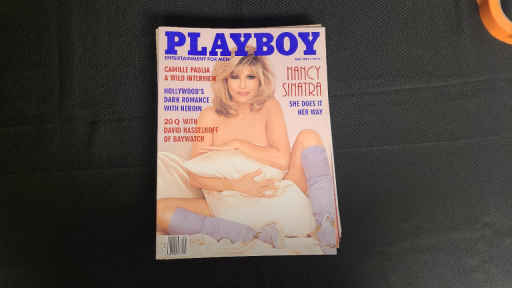 PLAYBOY
ENTERTAINMENT FOR MEN
CAMILLE PAGLIA
A WILD INTERVIEW
HOLLYWOOD'S
DARK ROMANCE
WITH HEROIN
20 Q WITH
DAVID HASSELHOFF
OF BAYWATCH
NANCY
SINATRA
SHE DOES IT
HER WAY